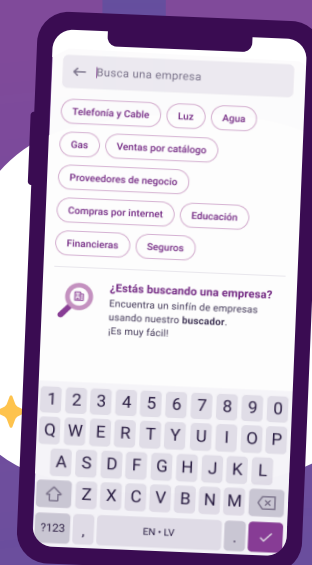 Busca una empresa
Telefonía y Cable
Luz
Agua
Gas
Ventas por catálogo
Proveedores de negocio
Compras por internet
Educación
Financieras
Seguros
¿Estás buscando una empresa?
Encuentra un sinfín de empresas
usando nuestro buscador.
¡Es muy fácil!
1 2 3 4 5 6 7 8 9 0
Q W E R T Y U I O P
A S D F G H J K L
Z X C V B N M
?123 , EN • LV .